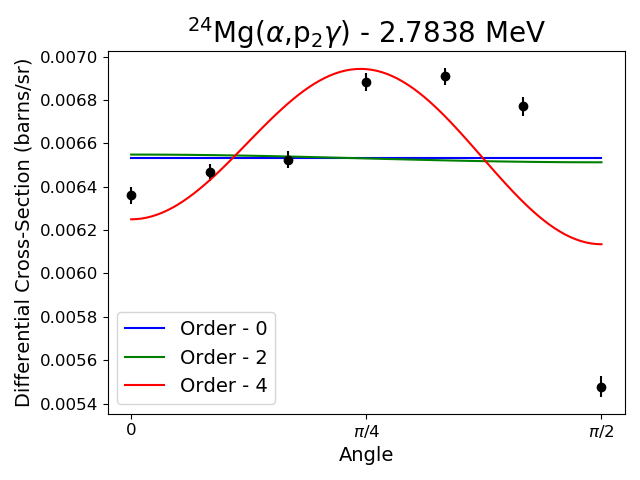 ²⁴Mg(α,p₂γ) - 2.7838 MeV
Differential Cross-Section (barns/sr)
0.0070
0.0068
0.0066
0.0064
0.0062
0.0060
0.0058
0.0056
0.0054
Order - 0
Order - 2
Order - 4
0
π/4
π/2
Angle